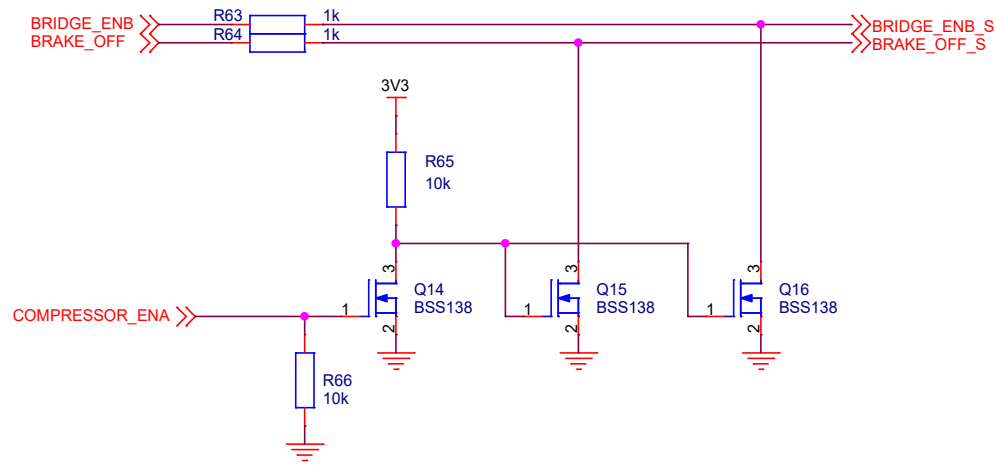 BRIDGE_ENB R63 1k BRIDGE_ENB_S
BRAKE_OFF R64 1k BRAKE_OFF_S
3V3
R65
10k
3 3 3
Q14 Q15 Q16
BSS138 BSS138 BSS138
COMPRESSOR_ENA 1 1 1
2 2 2
R66
10k